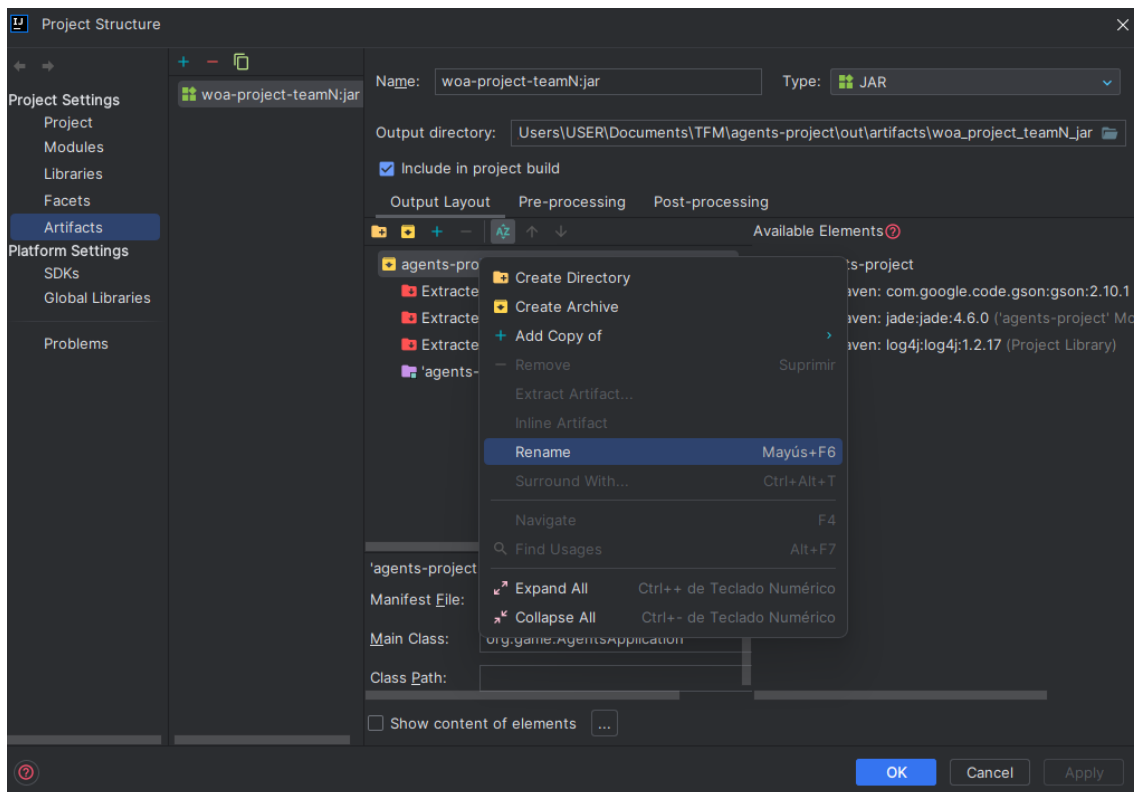 Project Structure
Project Settings
Project
Modules
Libraries
Facets
Artifacts
Platform Settings
SDKs
Global Libraries
Problems
woa-project-teamN:jar
Name: woa-project-teamN:jar Type: JAR
Output directory: Users\USER\Documents\TFM\agents-project\out\artifacts\woa_project_teamN_jar
Include in project build
Output Layout Pre-processing Post-processing
Available Elements
agents-pro
Extracte
Extracte
Extracte
'agents-
Create Directory
Create Archive
Add Copy of
Remove Suprimir
Extract Artifact...
Inline Artifact
Rename Mayús+F6
Surround With... Ctrl+Alt+T
Navigate F4
Find Usages Alt+F7
Expand All Ctrl++ de Teclado Numérico
Collapse All Ctrl+- de Teclado Numérico
ts-project
aven: com.google.code.gson:gson:2.10.1
aven: jade:jade:4.6.0 ('agents-project' Mo
aven: log4j:log4j:1.2.17 (Project Library)
'agents-project
Manifest File:
Main Class: org.game.AgentsApplication
Class Path:
Show content of elements ...
OK Cancel Apply